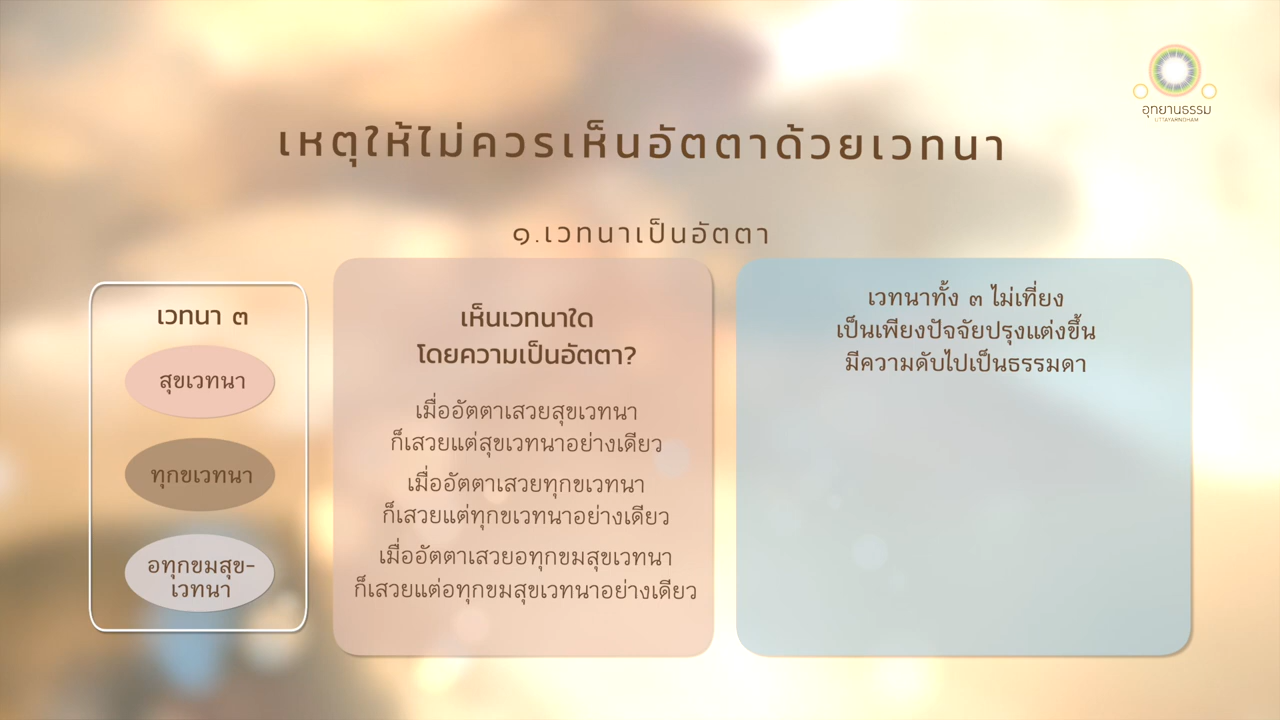 อุทยานธรรม
UTTAYARNDHAM
เหตุให้ไม่ควรเห็นอัตตาด้วยเวทนา
๑.เวทนาเป็นอัตตา
เวทนา ๓
สุขเวทนา
ทุกขเวทนา
อทุกขมสุข-
เวทนา
เห็นเวทนาใด
โดยความเป็นอัตตา?
เมื่ออัตตาเสวยสุขเวทนา
ก็เสวยแต่สุขเวทนาอย่างเดียว
เมื่ออัตตาเสวยทุกขเวทนา
ก็เสวยแต่ทุกขเวทนาอย่างเดียว
เมื่ออัตตาเสวยอทุกขมสุขเวทนา
ก็เสวยแต่อทุกขมสุขเวทนาอย่างเดียว
เวทนาทั้ง ๓ ไม่เที่ยง
เป็นเพียงปัจจัยปรุงแต่งขึ้น
มีความดับไปเป็นธรรมดา